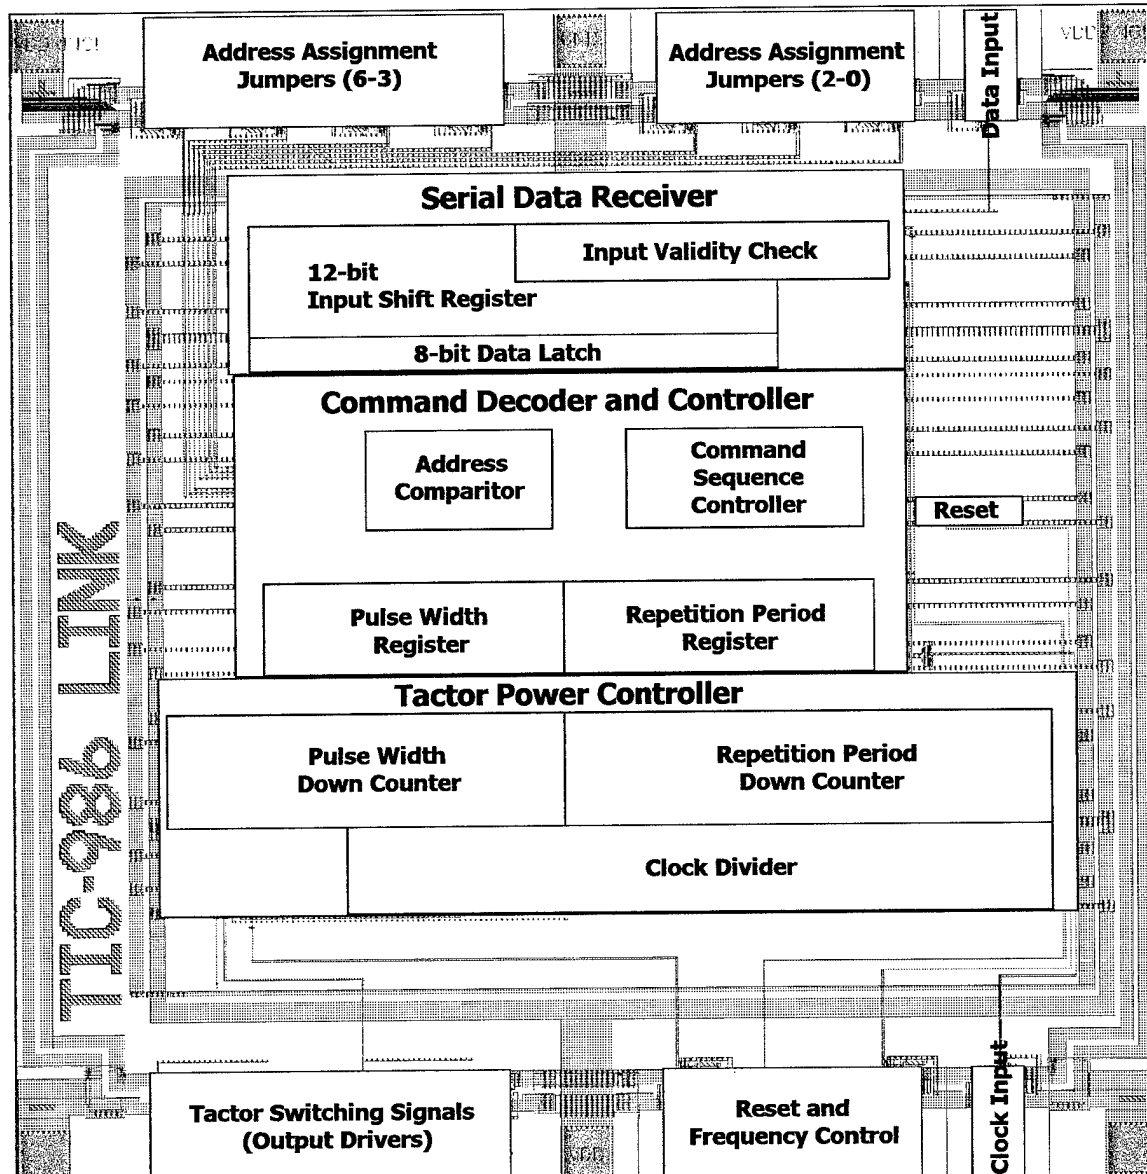 Address Assignment
Jumpers (6-3)
Address Assignment
Jumpers (2-0)
Data Input
Serial Data Receiver
Input Validity Check
12-bit
Input Shift Register
8-bit Data Latch
Command Decoder and Controller
Address
Comparitor
Command
Sequence
Controller
Reset
Pulse Width
Register
Repetition Period
Register
Tactor Power Controller
Pulse Width
Down Counter
Repetition Period
Down Counter
Clock Divider
TIC-986 LINK
Tactor Switching Signals
(Output Drivers)
Reset and
Frequency Control
Clock Input